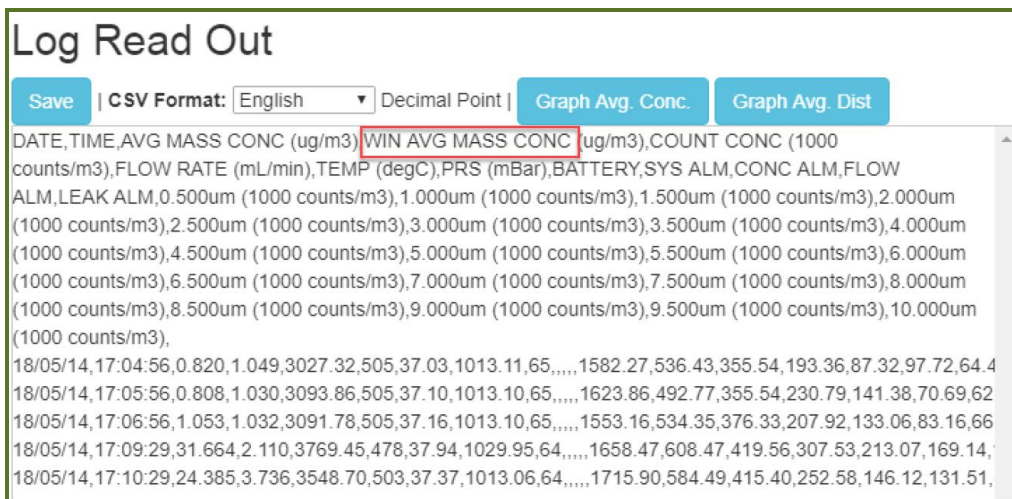 Log Read Out
Save | CSV Format: English Decimal Point | Graph Avg. Conc. Graph Avg. Dist
DATE,TIME,AVG MASS CONC (ug/m3),WIN AVG MASS CONC (ug/m3),COUNT CONC (1000
counts/m3),FLOW RATE (mL/min),TEMP (degC),PRS (mBar),BATTERY,SYS ALM,CONC ALM,FLOW
ALM,LEAK ALM,0.500um (1000 counts/m3),1.000um (1000 counts/m3),1.500um (1000 counts/m3),2.000um
(1000 counts/m3),2.500um (1000 counts/m3),3.000um (1000 counts/m3),3.500um (1000 counts/m3),4.000um
(1000 counts/m3),4.500um (1000 counts/m3),5.000um (1000 counts/m3),5.500um (1000 counts/m3),6.000um
(1000 counts/m3),6.500um (1000 counts/m3),7.000um (1000 counts/m3),7.500um (1000 counts/m3),8.000um
(1000 counts/m3),8.500um (1000 counts/m3),9.000um (1000 counts/m3),9.500um (1000 counts/m3),10.000um
(1000 counts/m3),
18/05/14,17:04:56,0.820,1.049,3027.32,505,37.03,1013.11,65,,,,,1582.27,536.43,355.54,193.36,87.32,97.72,64.4
18/05/14,17:05:56,0.808,1.030,3093.86,505,37.10,1013.10,65,,,,,1623.86,492.77,355.54,230.79,141.38,70.69,62
18/05/14,17:06:56,1.053,1.032,3091.78,505,37.16,1013.10,65,,,,,1553.16,534.35,376.33,207.92,133.06,83.16,66
18/05/14,17:09:29,31.664,2.110,3769.45,478,37.94,1029.95,64,,,,,1658.47,608.47,419.56,307.53,213.07,169.14,
18/05/14,17:10:29,24.385,3.736,3548.70,503,37.37,1013.06,64,,,,,1715.90,584.49,415.40,252.58,146.12,131.51,